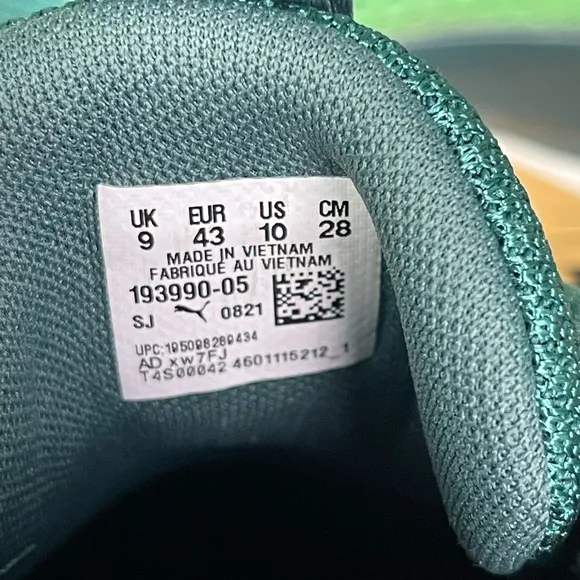 UK EUR US CM
9 43 10 28
MADE IN VIETNAM
FABRIQUÉ AU VIETNAM
193990-05
SJ 0821
UPC:195098289434
AD xw7FJ
T4S00042 4601115212_1